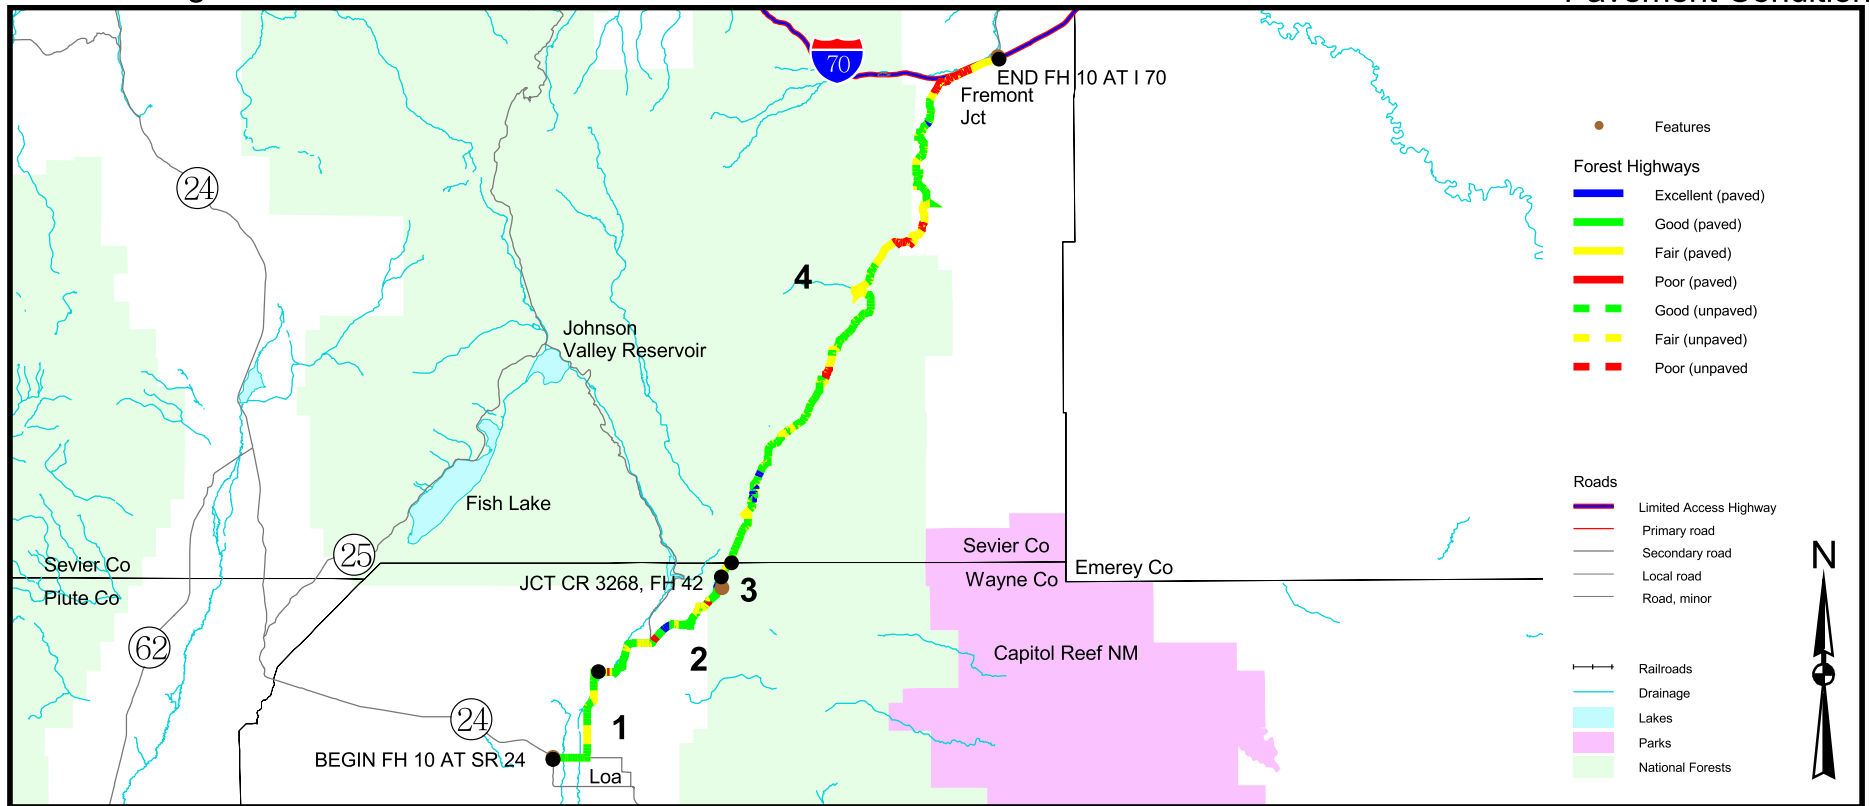 Pavement Condition
70
END FH 10 AT I 70
Fremont
Jct
24
4
Johnson
Valley Reservoir
Fish Lake
25
Sevier Co
Piute Co
JCT CR 3268, FH 42
3
Sevier Co
Wayne Co
Emerey Co
62
2
Capitol Reef NM
24
1
BEGIN FH 10 AT SR 24
Loa
Features
Forest Highways
Excellent (paved)
Good (paved)
Fair (paved)
Poor (paved)
Good (unpaved)
Fair (unpaved)
Poor (unpaved
Roads
Limited Access Highway
Primary road
Secondary road
Local road
Road, minor
N
Railroads
Drainage
Lakes
Parks
National Forests